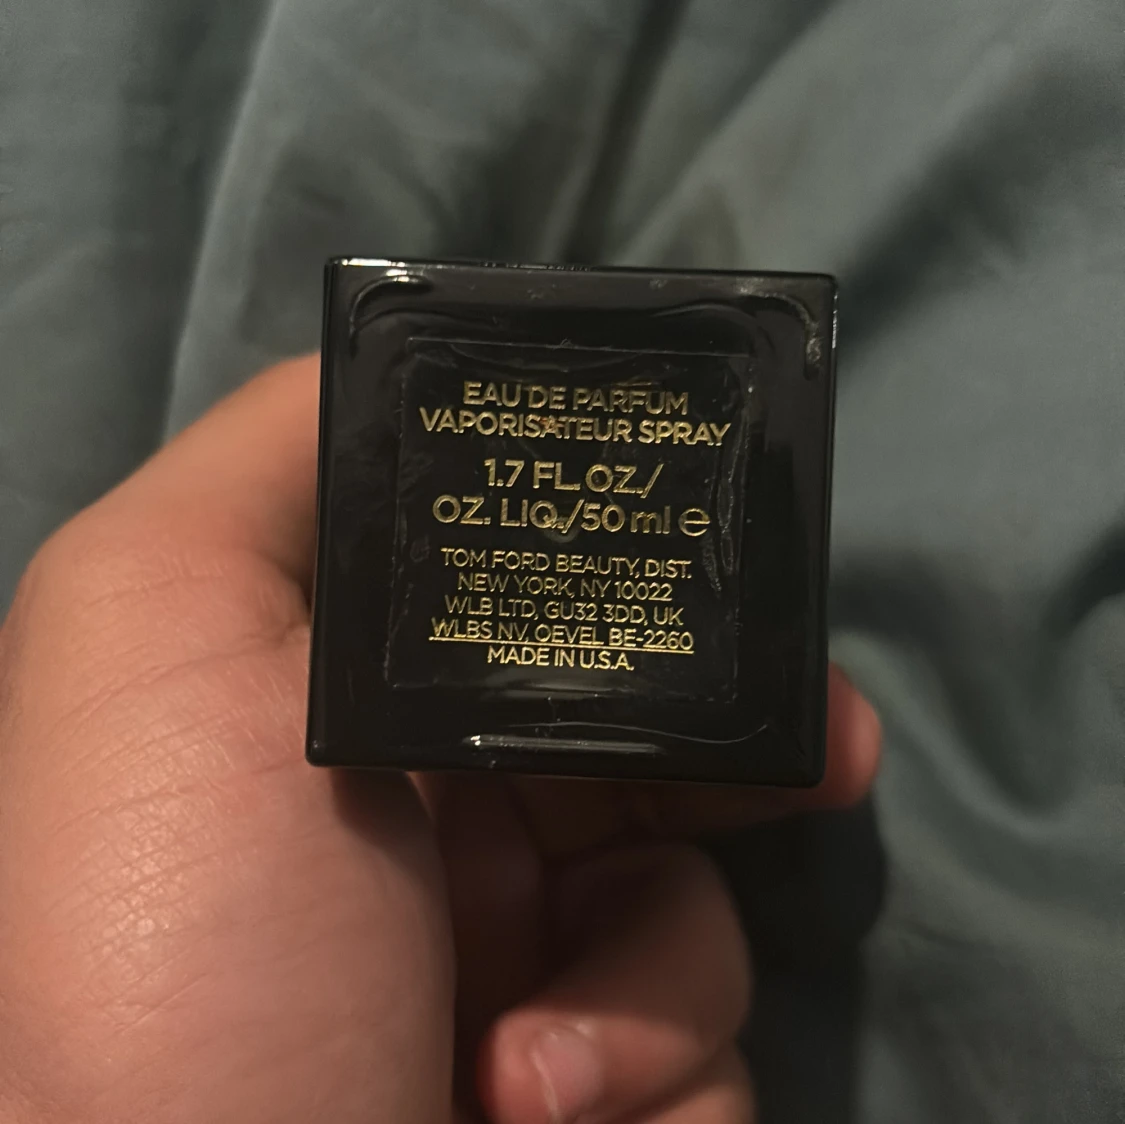 EAU DE PARFUM
VAPORISATEUR SPRAY
1.7 FL.OZ./
OZ. LIQ./50 ml ℮
TOM FORD BEAUTY, DIST.
NEW YORK, NY 10022
WLB LTD, GU32 3DD, UK
WLBS NV, OEVEL BE-2260
MADE IN U.S.A.